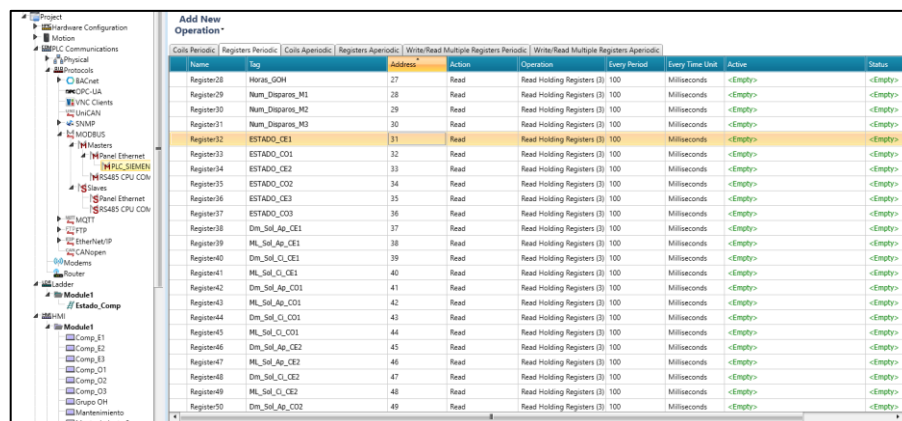 Project
Hardware Configuration
Motion
PLC Communications
Physical
Protocols
BACnet
OPC-UA
VNC Clients
UniCAN
SNMP
MODBUS
Masters
Panel Ethernet
PLC_SIEMEN
RS485 CPU COM
Slaves
Panel Ethernet
RS485 CPU COM
MQTT
FTP
EtherNet/IP
CANopen
Modems
Router
Ladder
Module1
Estado_Comp
HMI
Module1
Comp_E1
Comp_E2
Comp_E3
Comp_O1
Comp_O2
Comp_O3
Grupo OH
Mantenimiento
Add New
Operation
Coils Periodic Registers Periodic Coils Aperiodic Registers Aperiodic Write/Read Multiple Registers Periodic Write/Read Multiple Registers Aperiodic
Name Tag Address Action Operation Every Period Every Time Unit Active Status
Register28 Horas_GOH 27 Read Read Holding Registers (3) 100 Milliseconds <Empty> <Empty>
Register29 Num_Disparos_M1 28 Read Read Holding Registers (3) 100 Milliseconds <Empty> <Empty>
Register30 Num_Disparos_M2 29 Read Read Holding Registers (3) 100 Milliseconds <Empty> <Empty>
Register31 Num_Disparos_M3 30 Read Read Holding Registers (3) 100 Milliseconds <Empty> <Empty>
Register32 ESTADO_CE1 31 Read Read Holding Registers (3) 100 Milliseconds <Empty> <Empty>
Register33 ESTADO_CO1 32 Read Read Holding Registers (3) 100 Milliseconds <Empty> <Empty>
Register34 ESTADO_CE2 33 Read Read Holding Registers (3) 100 Milliseconds <Empty> <Empty>
Register35 ESTADO_CO2 34 Read Read Holding Registers (3) 100 Milliseconds <Empty> <Empty>
Register36 ESTADO_CE3 35 Read Read Holding Registers (3) 100 Milliseconds <Empty> <Empty>
Register37 ESTADO_CO3 36 Read Read Holding Registers (3) 100 Milliseconds <Empty> <Empty>
Register38 Dm_Sol_Ap_CE1 37 Read Read Holding Registers (3) 100 Milliseconds <Empty> <Empty>
Register39 ML_Sol_Ap_CE1 38 Read Read Holding Registers (3) 100 Milliseconds <Empty> <Empty>
Register40 Dm_Sol_Ci_CE1 39 Read Read Holding Registers (3) 100 Milliseconds <Empty> <Empty>
Register41 ML_Sol_Ci_CE1 40 Read Read Holding Registers (3) 100 Milliseconds <Empty> <Empty>
Register42 Dm_Sol_Ap_CO1 41 Read Read Holding Registers (3) 100 Milliseconds <Empty> <Empty>
Register43 ML_Sol_Ap_CO1 42 Read Read Holding Registers (3) 100 Milliseconds <Empty> <Empty>
Register44 Dm_Sol_Ci_CO1 43 Read Read Holding Registers (3) 100 Milliseconds <Empty> <Empty>
Register45 ML_Sol_Ci_CO1 44 Read Read Holding Registers (3) 100 Milliseconds <Empty> <Empty>
Register46 Dm_Sol_Ap_CE2 45 Read Read Holding Registers (3) 100 Milliseconds <Empty> <Empty>
Register47 ML_Sol_Ap_CE2 46 Read Read Holding Registers (3) 100 Milliseconds <Empty> <Empty>
Register48 Dm_Sol_Ci_CE2 47 Read Read Holding Registers (3) 100 Milliseconds <Empty> <Empty>
Register49 ML_Sol_Ci_CE2 48 Read Read Holding Registers (3) 100 Milliseconds <Empty> <Empty>
Register50 Dm_Sol_Ap_CO2 49 Read Read Holding Registers (3) 100 Milliseconds <Empty> <Empty>